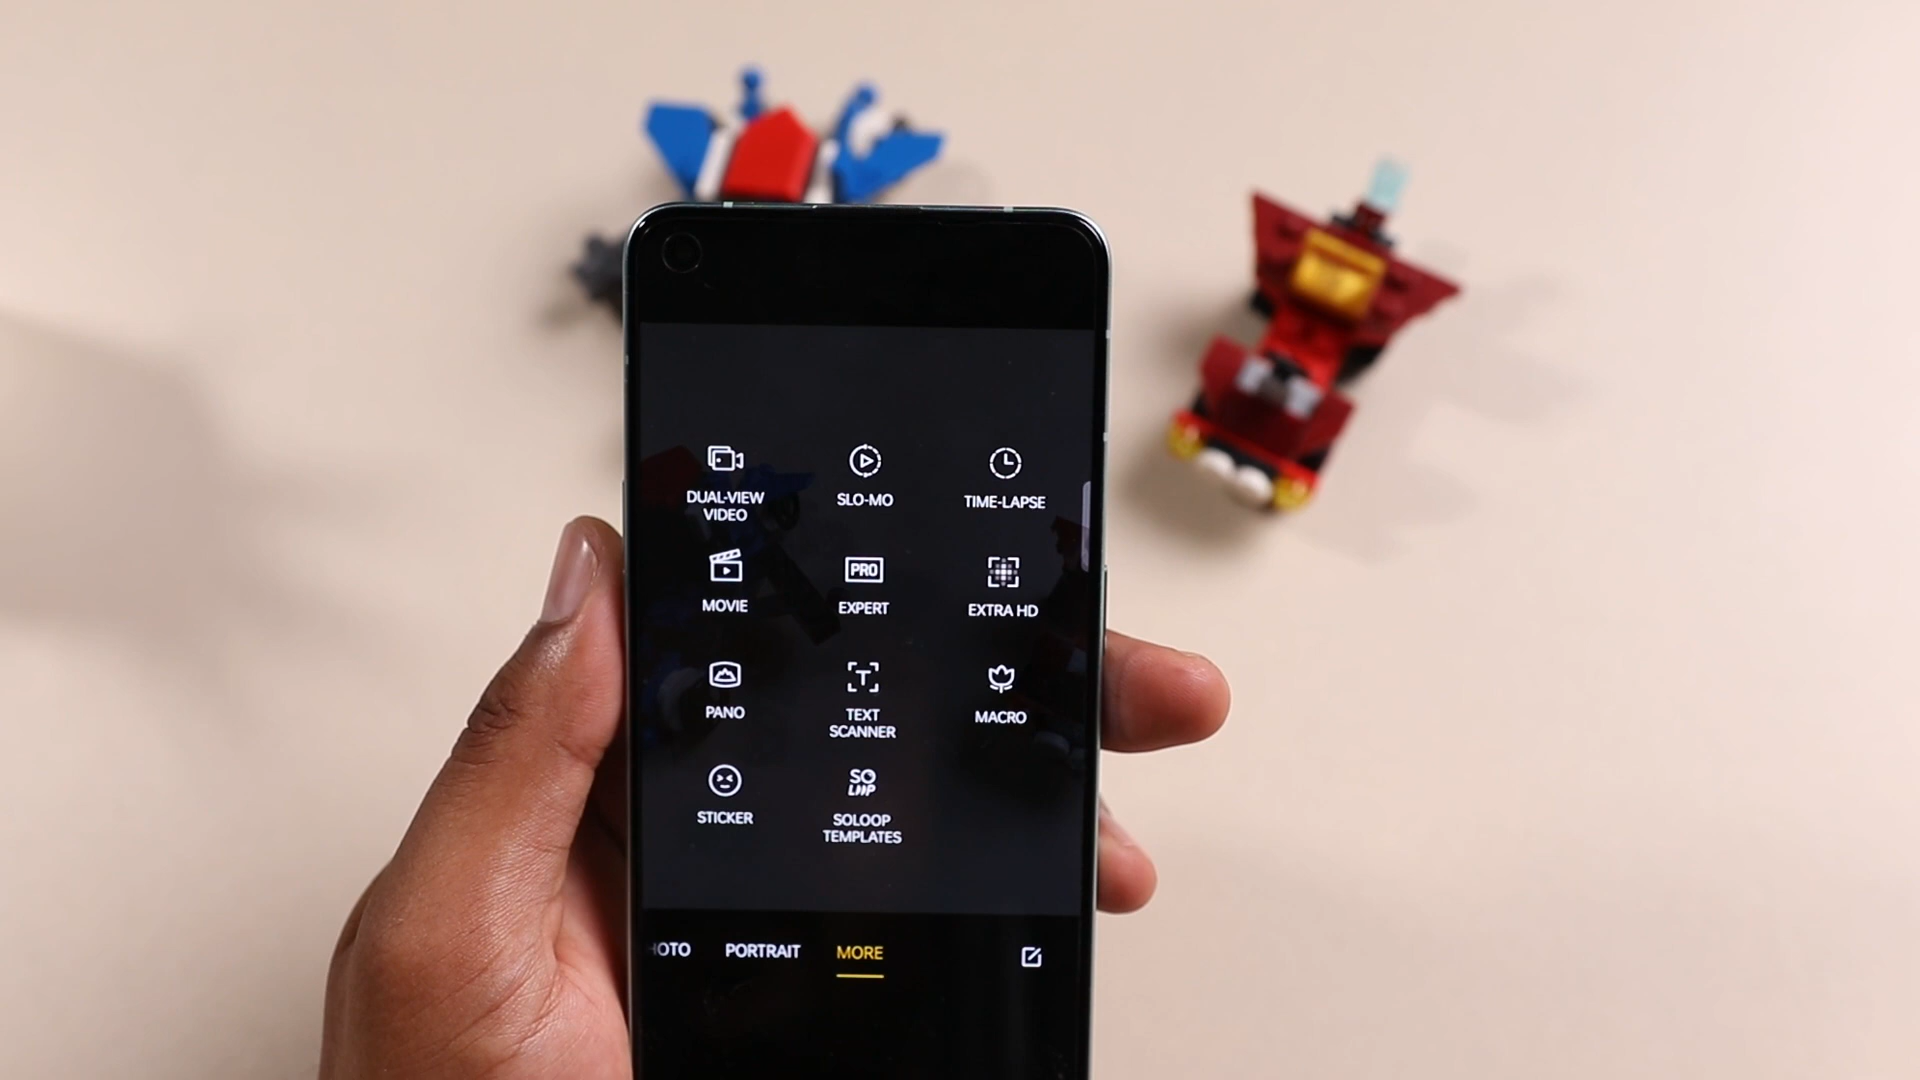 DUAL-VIEW
VIDEO
SLO-MO
TIME-LAPSE
MOVIE
PRO
EXPERT
EXTRA HD
PANO
T
TEXT
SCANNER
MACRO
STICKER
SO
LOOP
SOLOOP
TEMPLATES
HOTO
PORTRAIT
MORE